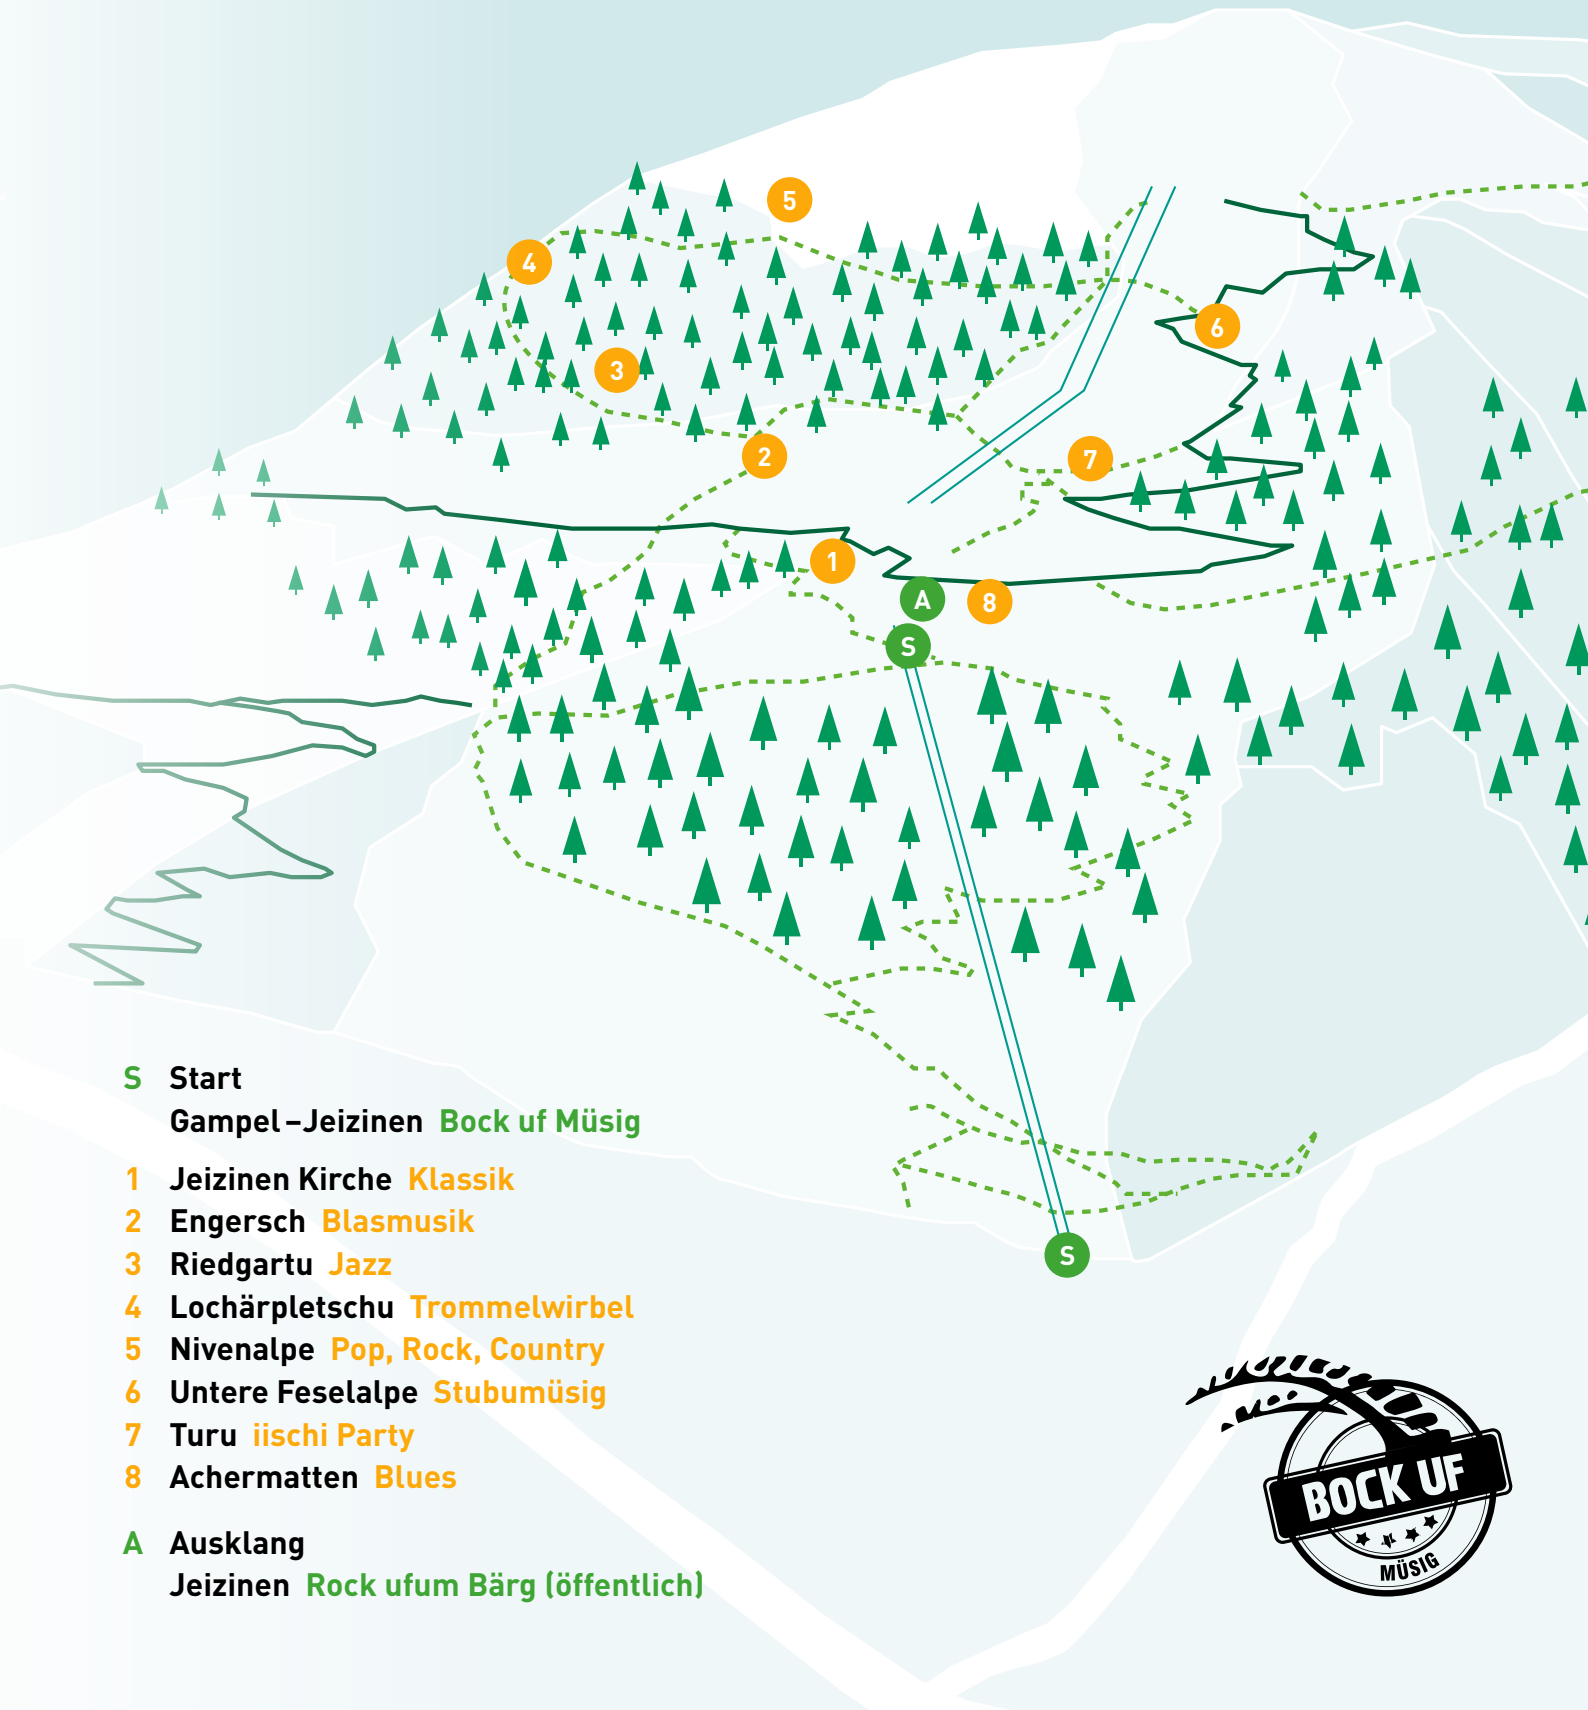 5
4
6
3
2
7
1
A
8
S
S
S Start
Gampel–Jeizinen Bock uf Müsig
1 Jeizinen Kirche Klassik
2 Engersch Blasmusik
3 Riedgartu Jazz
4 Lochärpletschu Trommelwirbel
5 Nivenalpe Pop, Rock, Country
6 Untere Feselalpe Stubumüsig
7 Turu iischi Party
8 Achermatten Blues
A Ausklang
Jeizinen Rock ufum Bärg (öffentlich)
BOCK UF
MÜSIG